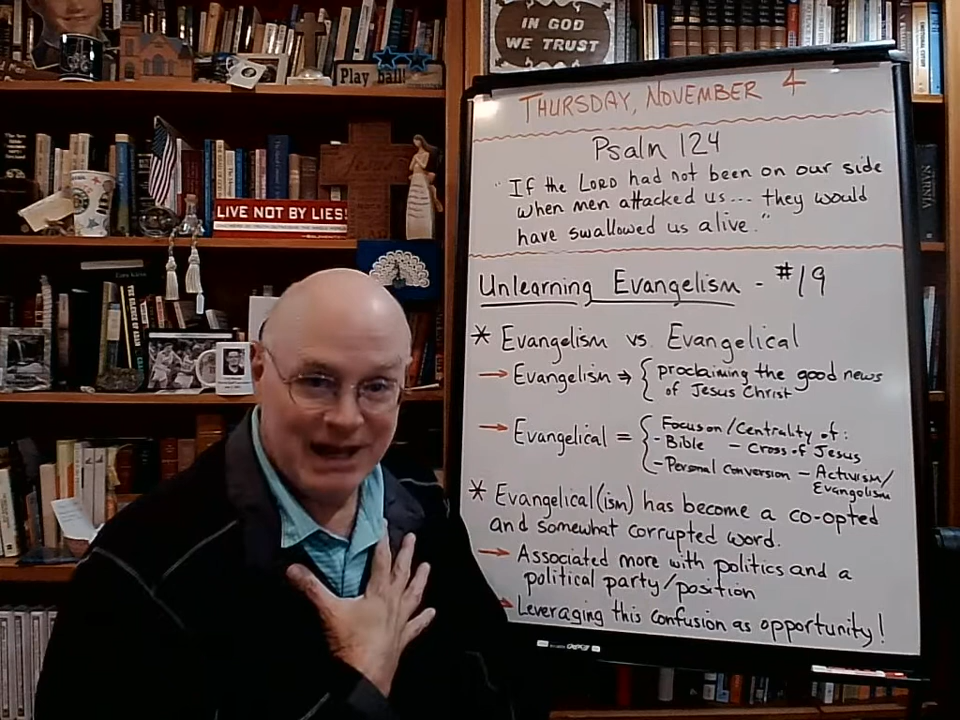 IN GOD
WE TRUST
Play ball!
LIVE NOT BY LIES!
NARNIA
THURSDAY, NOVEMBER 4
Psalm 124
"If the LORD had not been on our side
when men attacked us... they would
have swallowed us alive."
Unlearning Evangelism - #19
* Evangelism vs. Evangelical
→ Evangelism → { proclaiming the good news
of Jesus Christ
→ Evangelical = { Focus on/Centrality of:
- Bible - Cross of Jesus
- Personal Conversion - Activism/
Evangelism
* Evangelical(ism) has become a co-opted
and somewhat corrupted word.
→ Associated more with politics and a
political party/position
→ Leveraging this confusion as opportunity!